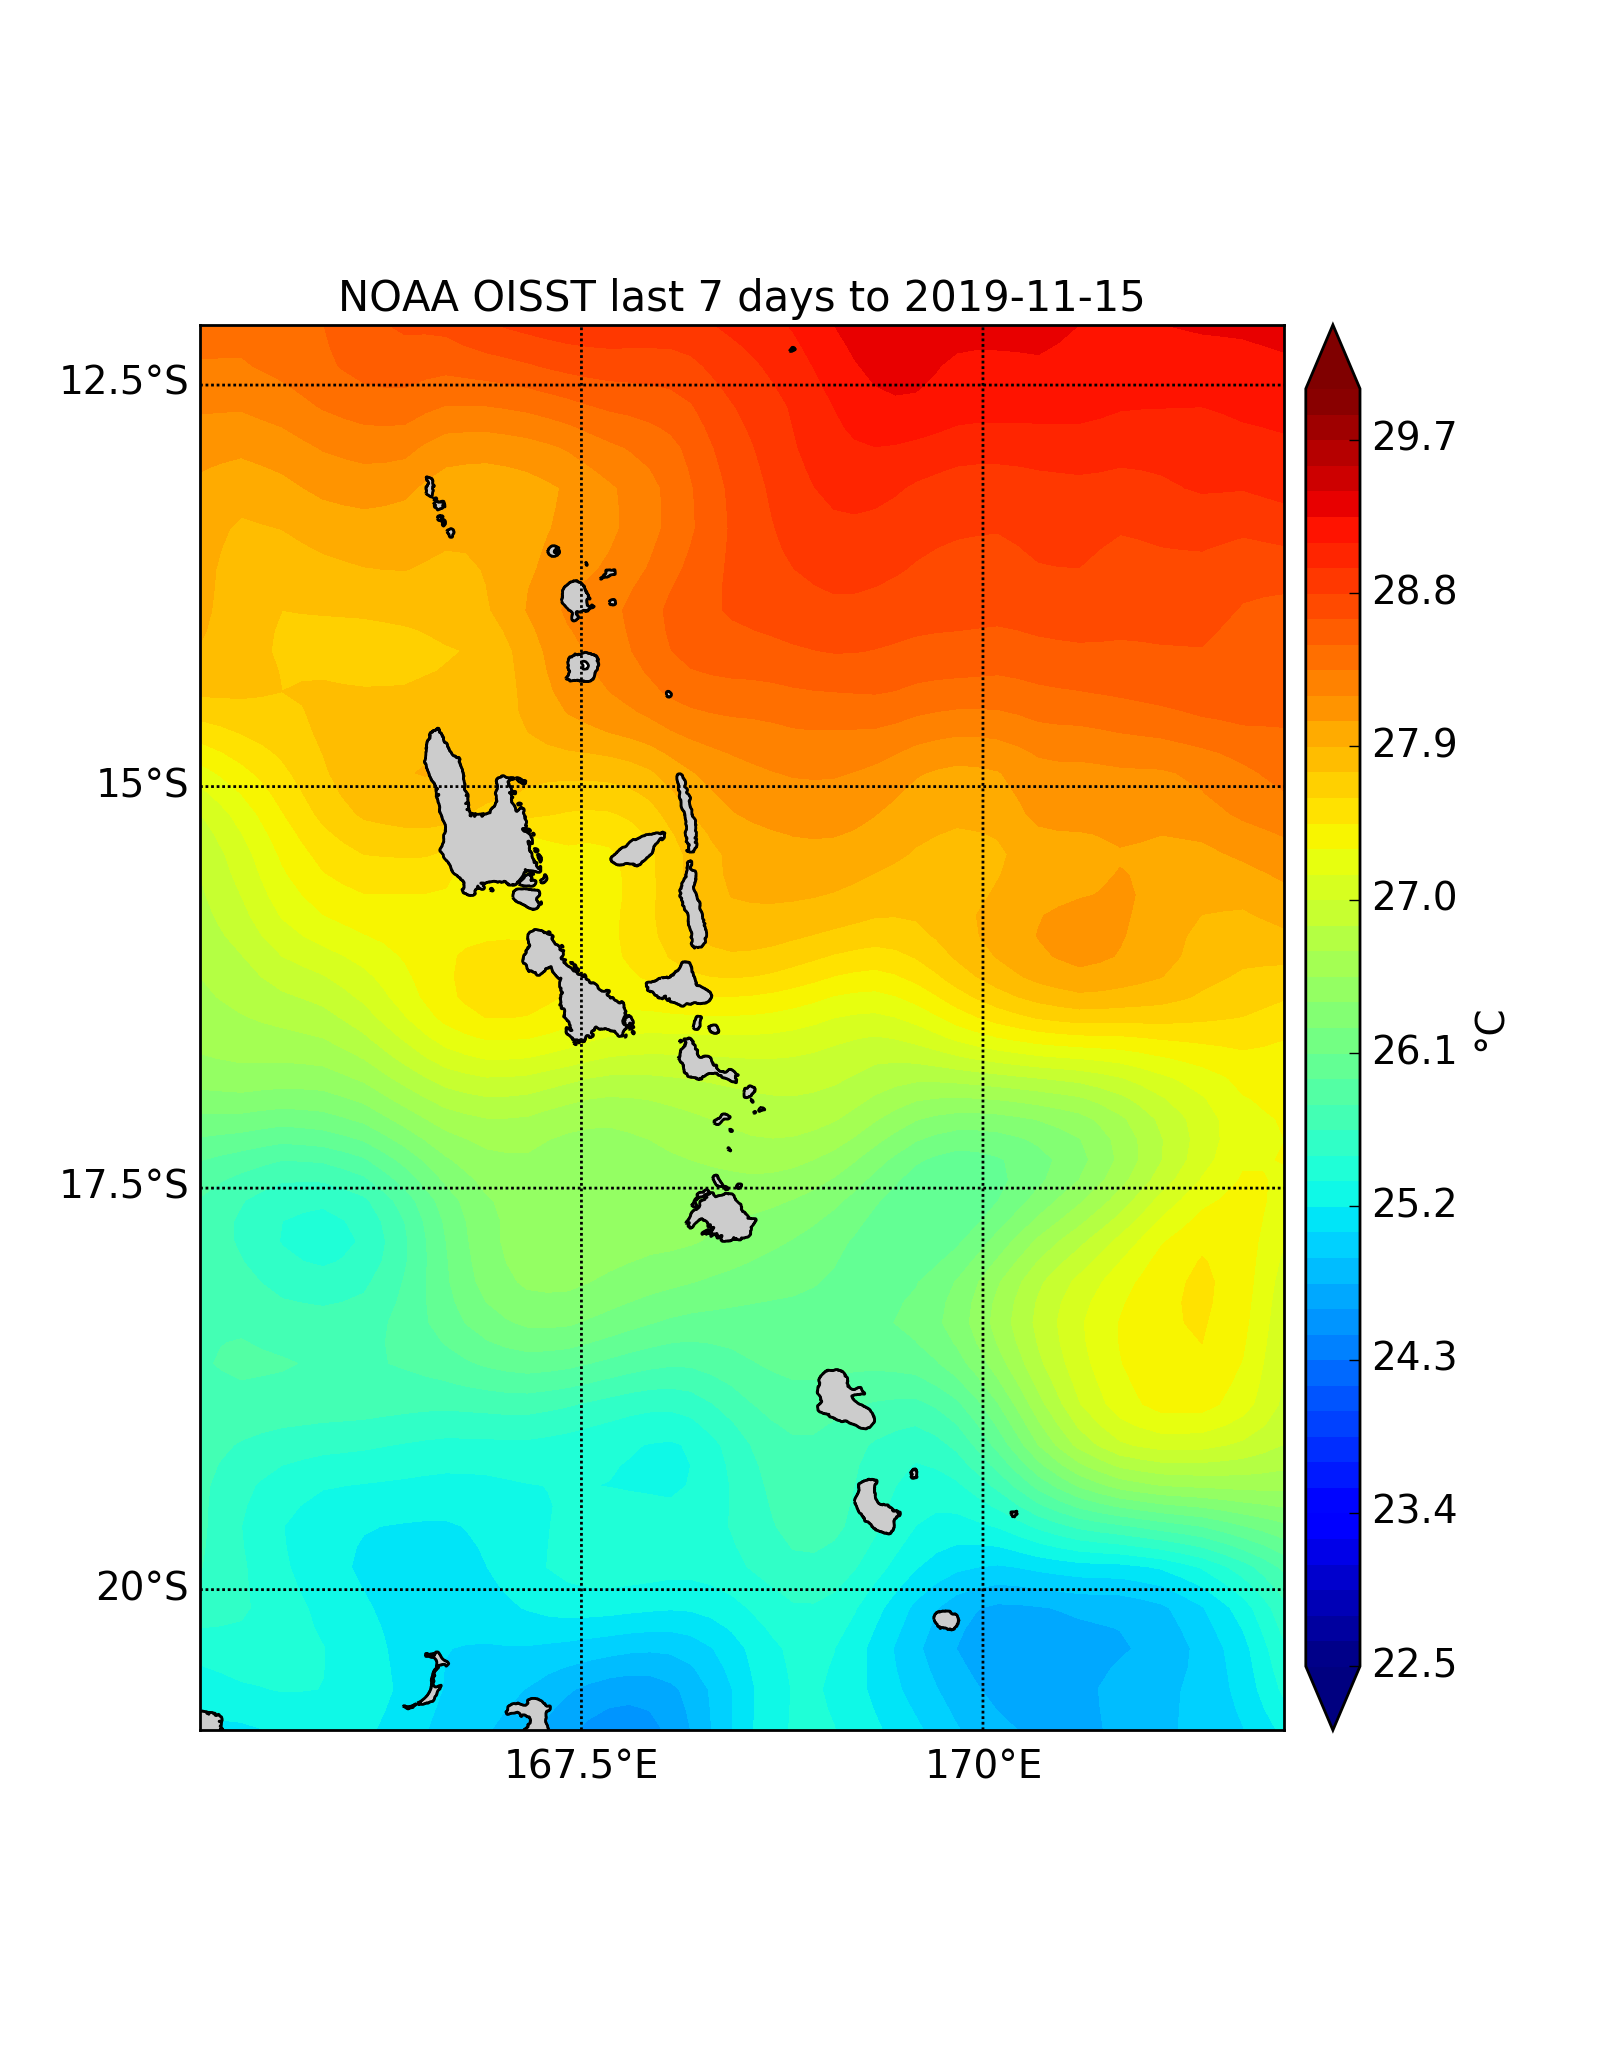 NOAA OISST last 7 days to 2019-11-15
12.5°S
15°S
17.5°S
20°S
167.5°E
170°E
29.7
28.8
27.9
27.0
26.1
25.2
24.3
23.4
22.5
°C